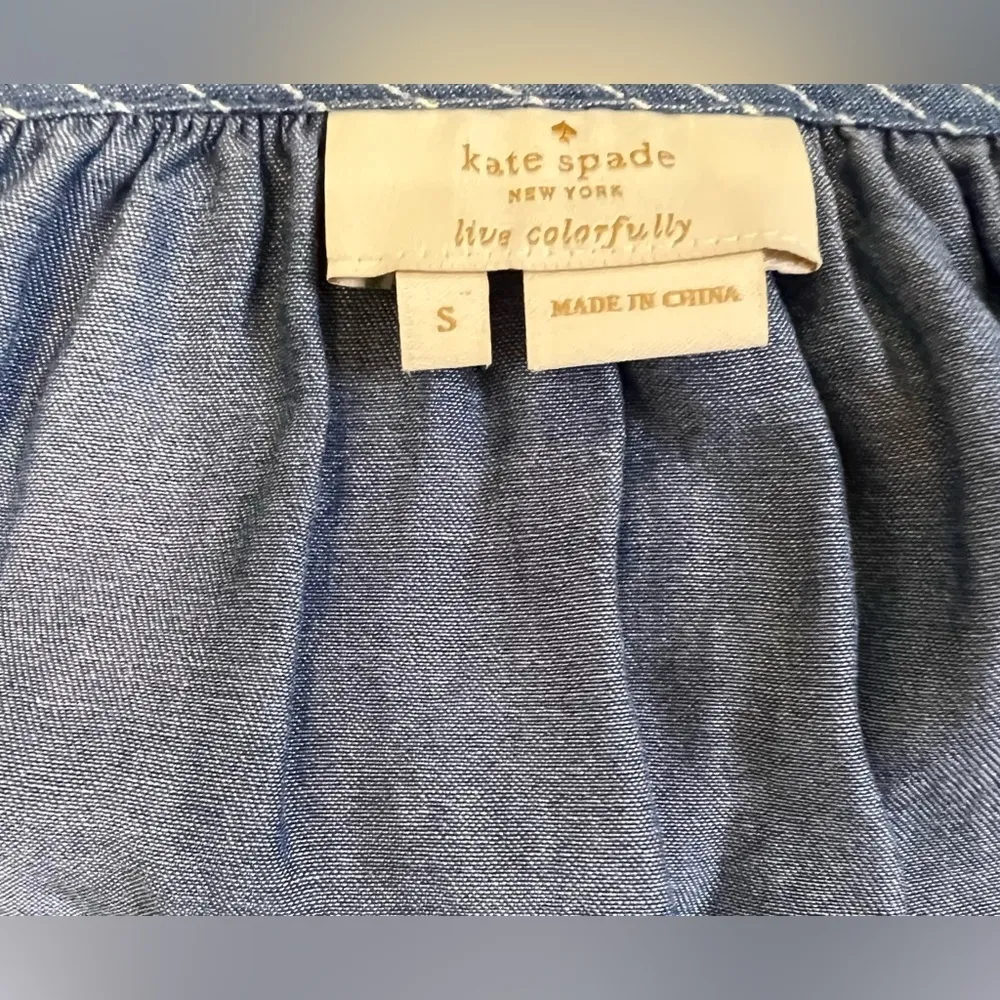 kate spade
NEW YORK
live colorfully
S
MADE IN CHINA